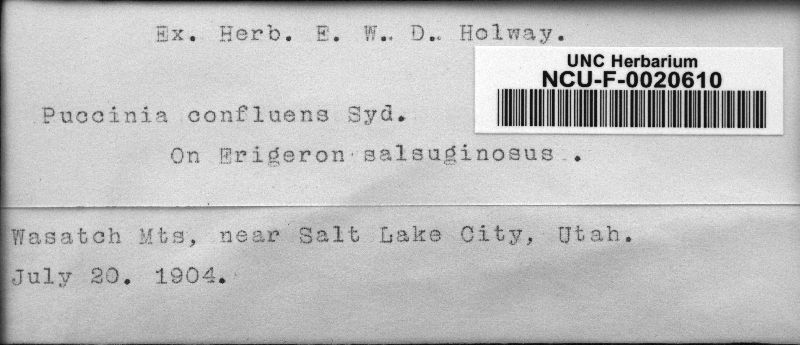 Ex. Herb. E. W. D. Holway.
UNC Herbarium
NCU-F-0020610
Puccinia confluens Syd.
On Erigeron salsuginosus.
Wasatch Mts, near Salt Lake City, Utah.
July 20. 1904.